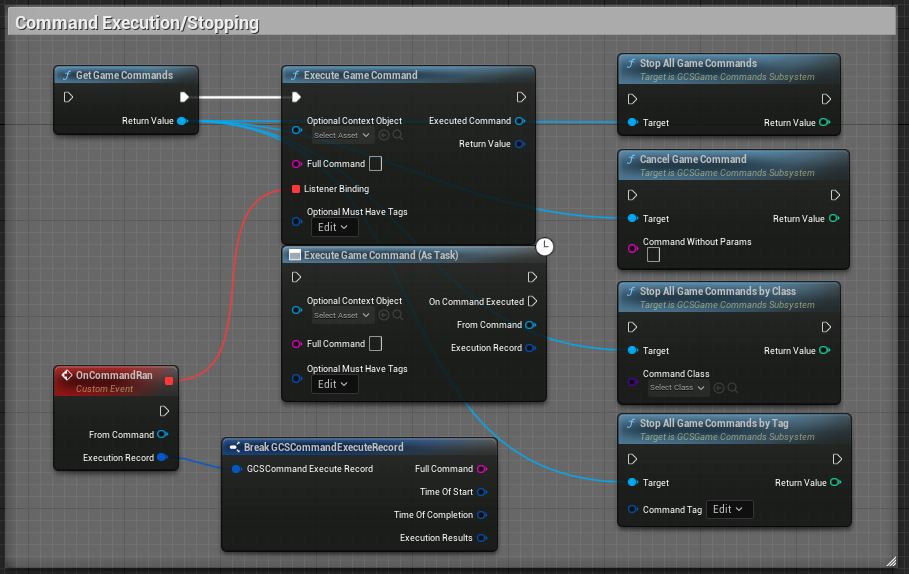 Command Execution/Stopping
Get Game Commands
Return Value
Execute Game Command
Optional Context Object
Select Asset
Executed Command
Return Value
Full Command
Listener Binding
Optional Must Have Tags
Edit
Execute Game Command (As Task)
Optional Context Object
Select Asset
On Command Executed
From Command
Full Command
Execution Record
Optional Must Have Tags
Edit
OnCommandRan
Custom Event
From Command
Execution Record
Break GCSCommandExecuteRecord
GCSCommand Execute Record
Full Command
Time Of Start
Time Of Completion
Execution Results
Stop All Game Commands
Target is GCSGame Commands Subsystem
Target
Return Value
Cancel Game Command
Target is GCSGame Commands Subsystem
Target
Return Value
Command Without Params
Stop All Game Commands by Class
Target is GCSGame Commands Subsystem
Target
Return Value
Command Class
Select Class
Stop All Game Commands by Tag
Target is GCSGame Commands Subsystem
Target
Return Value
Command Tag
Edit